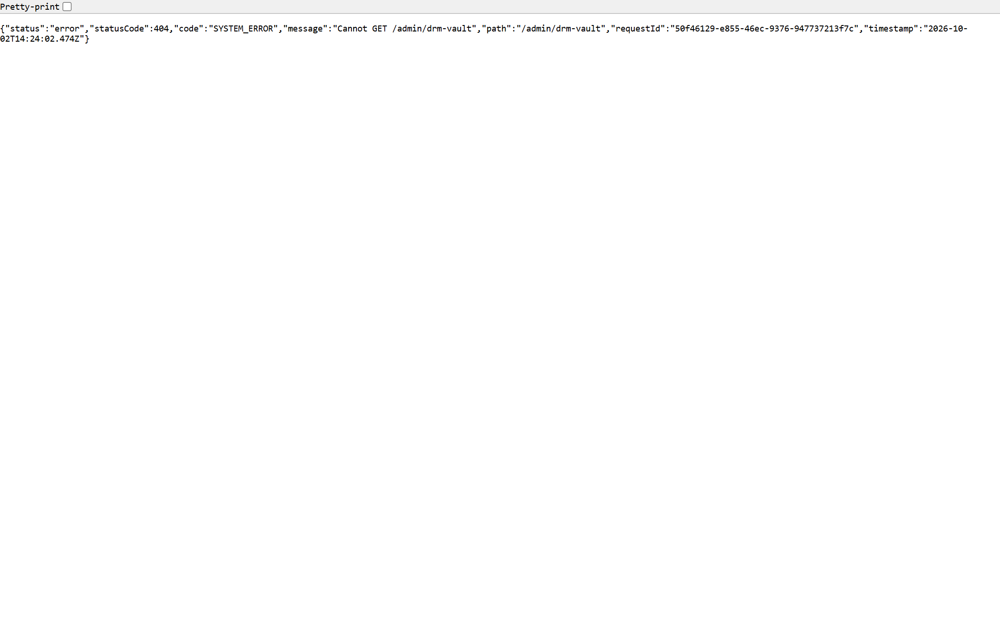 Pretty-print
{"status":"error","statusCode":404,"code":"SYSTEM_ERROR","message":"Cannot GET /admin/drm-vault","path":"/admin/drm-vault","requestId":"50f46129-e855-46ec-9376-947737213f7c","timestamp":"2026-10-
02T14:24:02.474Z"}